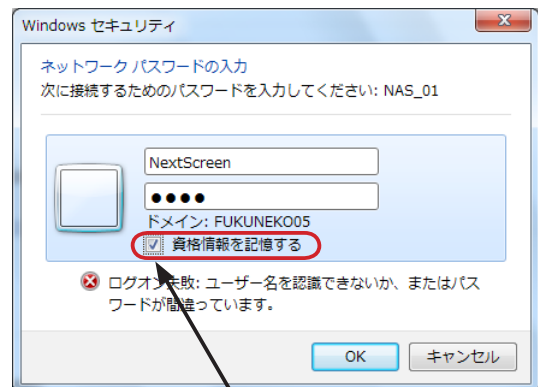 Windows セキュリティ
ネットワーク パスワードの入力
次に接続するためのパスワードを入力してください: NAS_01
NextScreen
●●●●
ドメイン: FUKUNEKO05
資格情報を記憶する
ログオン失敗: ユーザー名を認識できないか、またはパス
ワードが間違っています。
OK
キャンセル